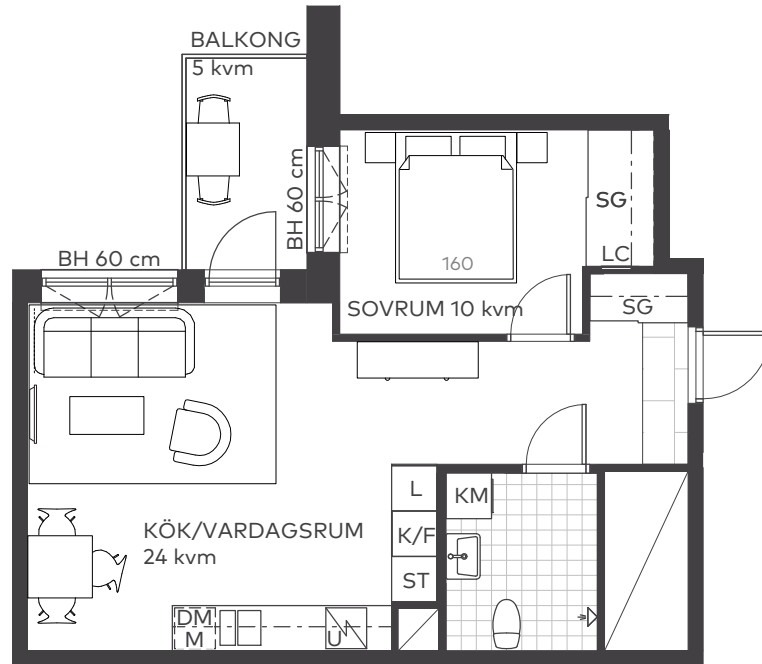 BALKONG
5 kvm
BH 60 cm
BH 60 cm
160
SG
LC
SOVRUM 10 kvm
SG
L
KM
K/F
KÖK/VARDAGSRUM
24 kvm
ST
DM
M
U